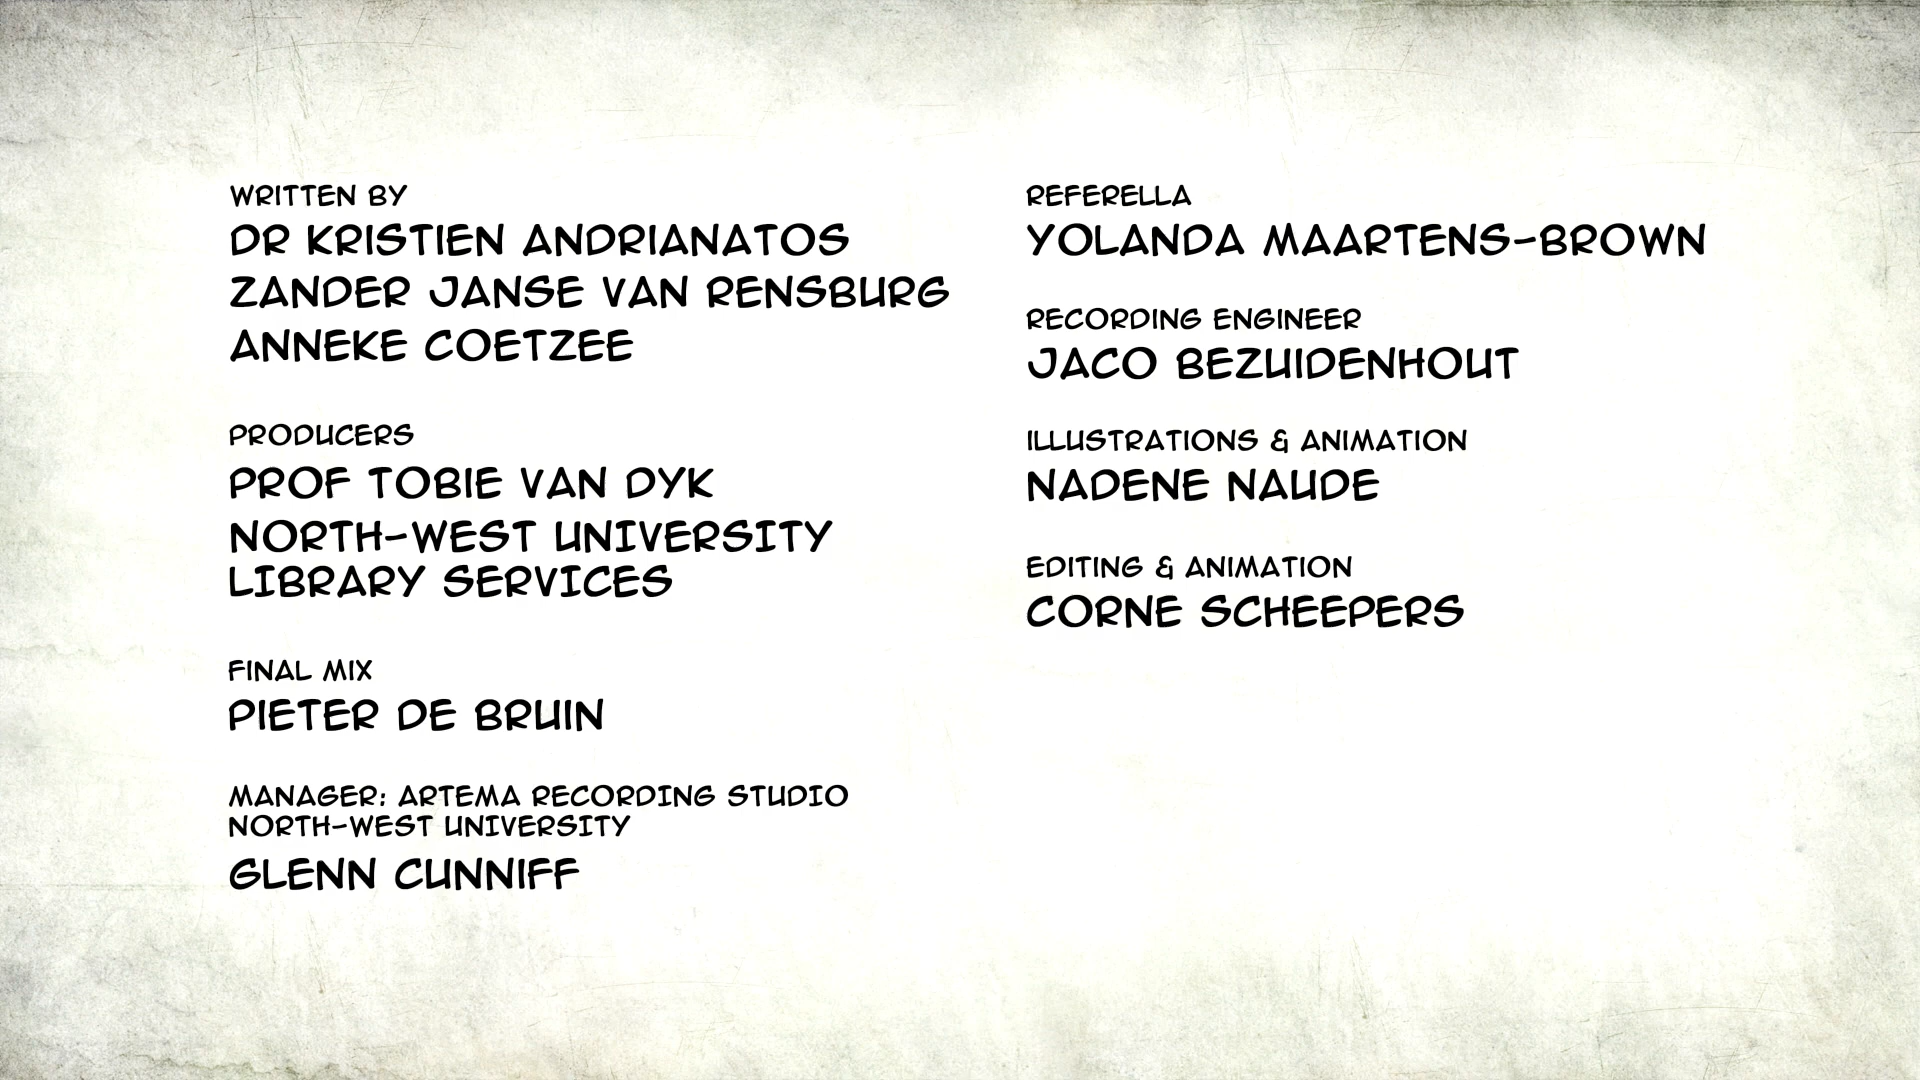 WRITTEN BY
DR KRISTIEN ANDRIANATOS
ZANDER JANSE VAN RENSBURG
ANNEKE COETZEE
PRODUCERS
PROF TOBIE VAN DYK
NORTH-WEST UNIVERSITY
LIBRARY SERVICES
FINAL MIX
PIETER DE BRUIN
MANAGER: ARTEMA RECORDING STUDIO
NORTH-WEST UNIVERSITY
GLENN CUNNIFF
REFERELLA
YOLANDA MAARTENS-BROWN
RECORDING ENGINEER
JACO BEZUIDENHOUT
ILLUSTRATIONS & ANIMATION
NADENE NAUDE
EDITING & ANIMATION
CORNE SCHEEPERS